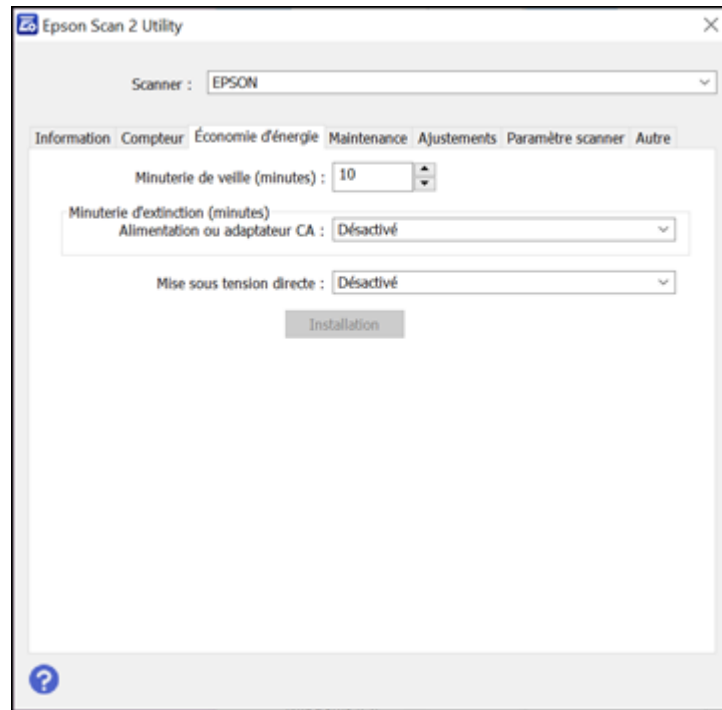 Epson Scan 2 Utility
Scanner : EPSON
Information Compteur Économie d'énergie Maintenance Ajustements Paramètre scanner Autre
Minuterie de veille (minutes) : 10
Minuterie d'extinction (minutes)
Alimentation ou adaptateur CA : Désactivé
Mise sous tension directe : Désactivé
Installation